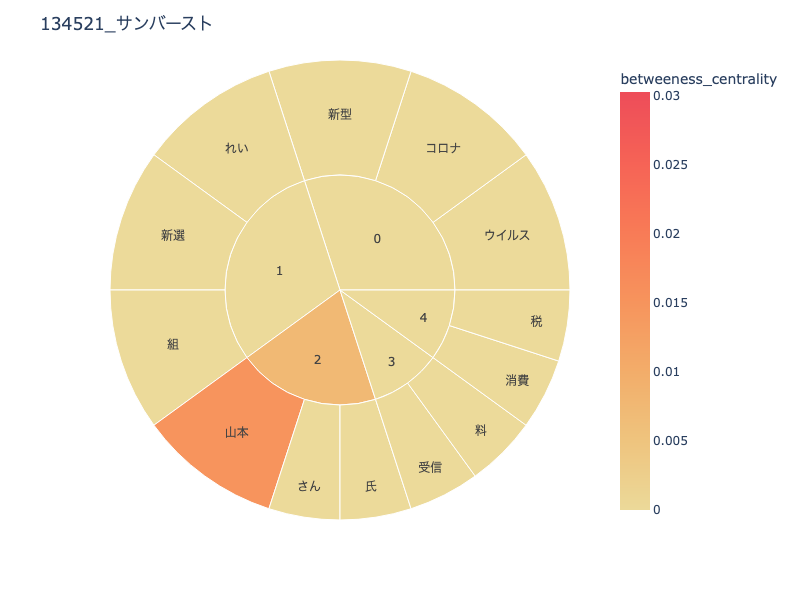 134521_サンバースト
betweeness_centrality
0.03
0.025
0.02
0.015
0.01
0.005
0
新型
れい
コロナ
新選
ウイルス
0
1
4
税
組
2
3
消費
山本
料
受信
さん
氏